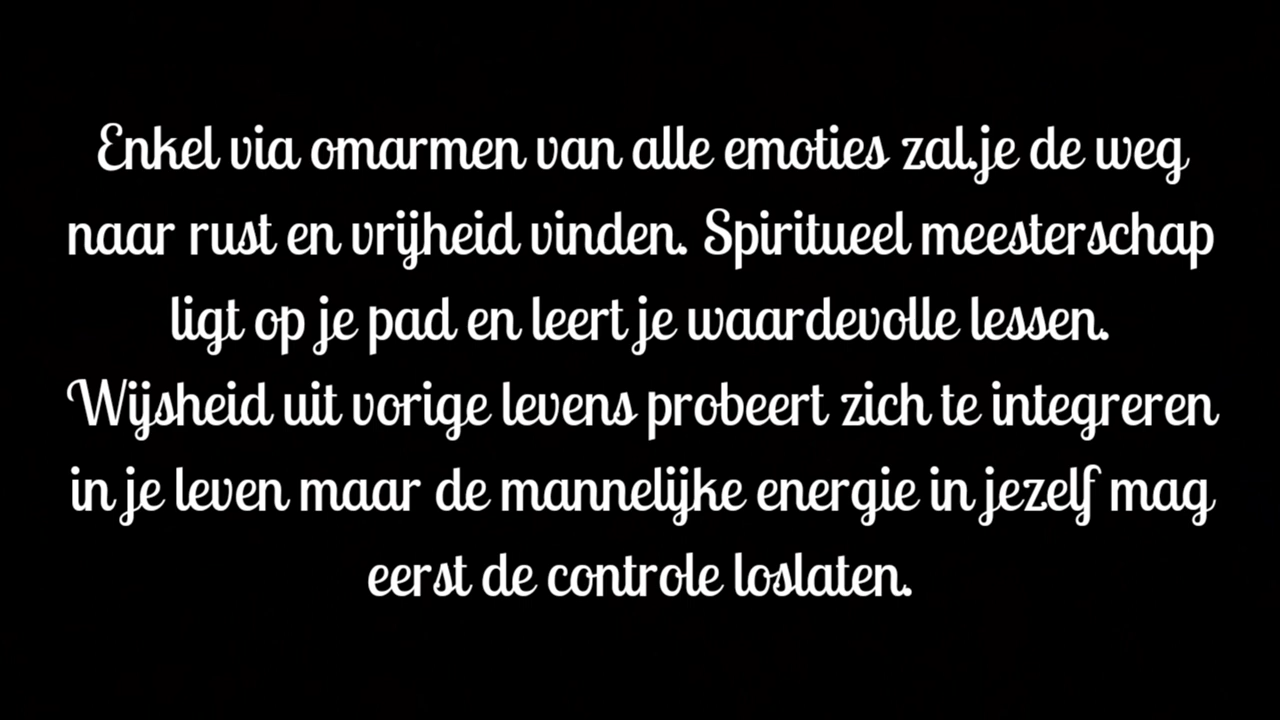 Enkel via omarmen van alle emoties zal je de weg
naar rust en vrijheid vinden. Spiritueel meesterschap
ligt op je pad en leert je waardevolle lessen.
Wijsheid uit vorige levens probeert zich te integreren
in je leven maar de mannelijke energie in jezelf mag
eerst de controle loslaten.